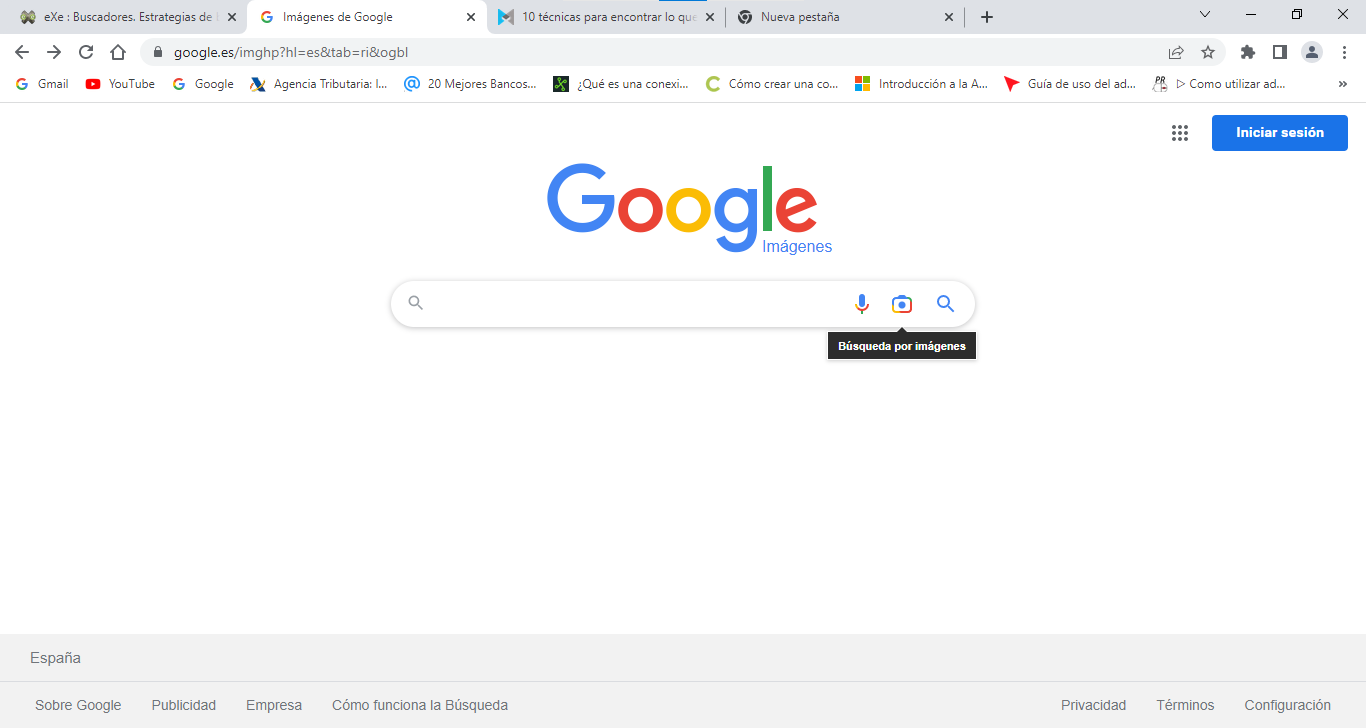 eXe : Buscadores. Estrategias de
Imágenes de Google
10 técnicas para encontrar lo que
Nueva pestaña
google.es/imghp?hl=es&tab=ri&ogbl
Gmail
YouTube
Google
Agencia Tributaria: I...
20 Mejores Bancos...
¿Qué es una conexi...
Cómo crear una co...
Introducción a la A...
Guía de uso del ad...
▷ Como utilizar ad...
»
Iniciar sesión
Google
Imágenes
Búsqueda por imágenes
España
Sobre Google Publicidad Empresa Cómo funciona la Búsqueda Privacidad Términos Configuración